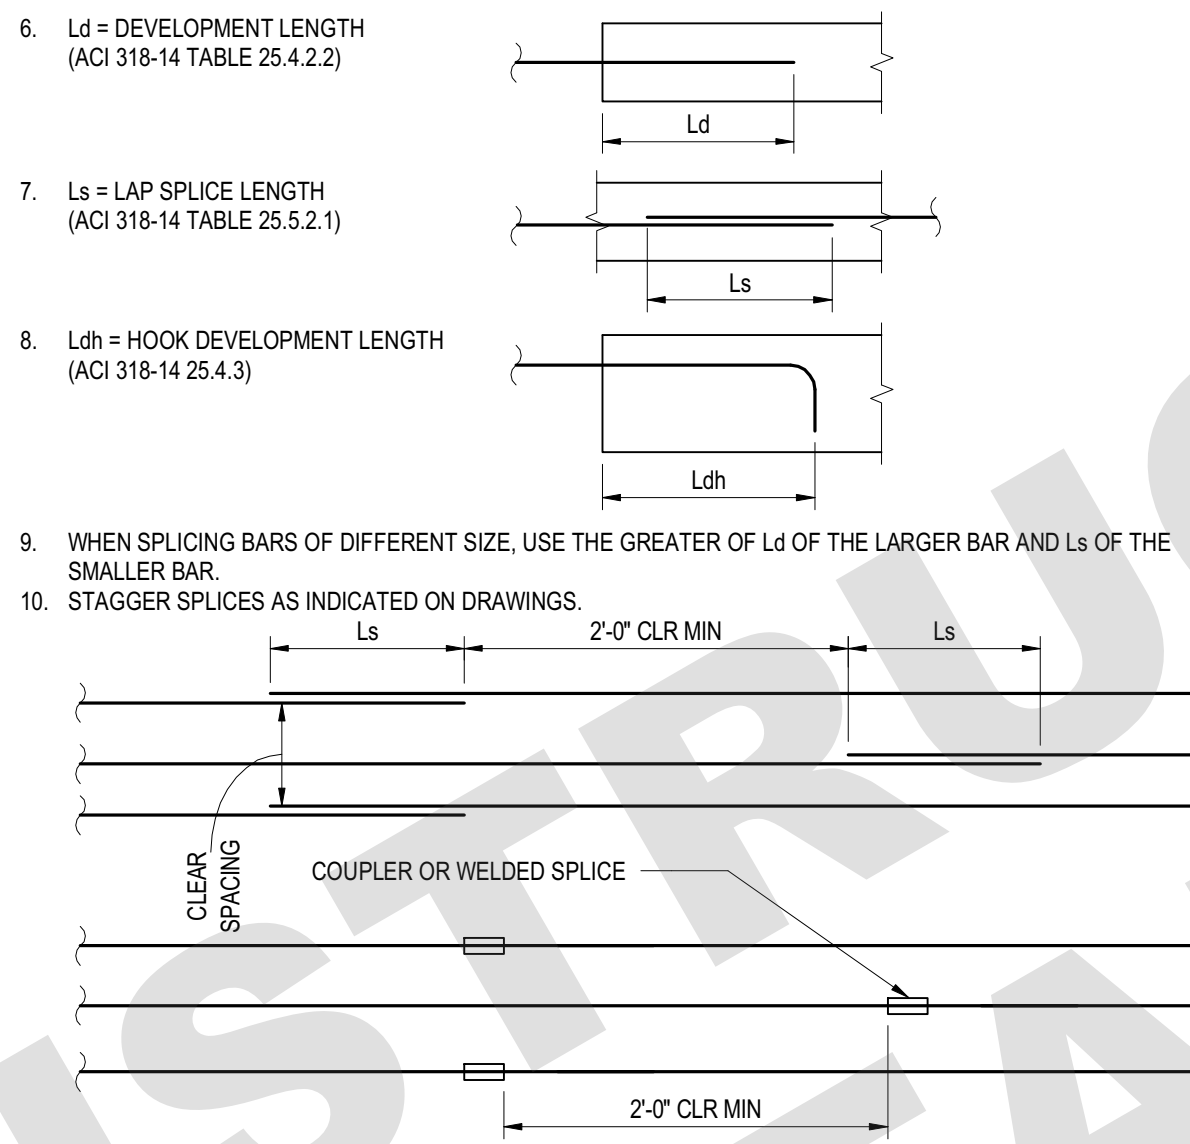 6. Ld = DEVELOPMENT LENGTH
(ACI 318-14 TABLE 25.4.2.2)
Ld
7. Ls = LAP SPLICE LENGTH
(ACI 318-14 TABLE 25.5.2.1)
Ls
8. Ldh = HOOK DEVELOPMENT LENGTH
(ACI 318-14 25.4.3)
Ldh
9. WHEN SPLICING BARS OF DIFFERENT SIZE, USE THE GREATER OF Ld OF THE LARGER BAR AND Ls OF THE
SMALLER BAR.
10. STAGGER SPLICES AS INDICATED ON DRAWINGS.
Ls
2'-0" CLR MIN
Ls
CLEAR
SPACING
COUPLER OR WELDED SPLICE
2'-0" CLR MIN